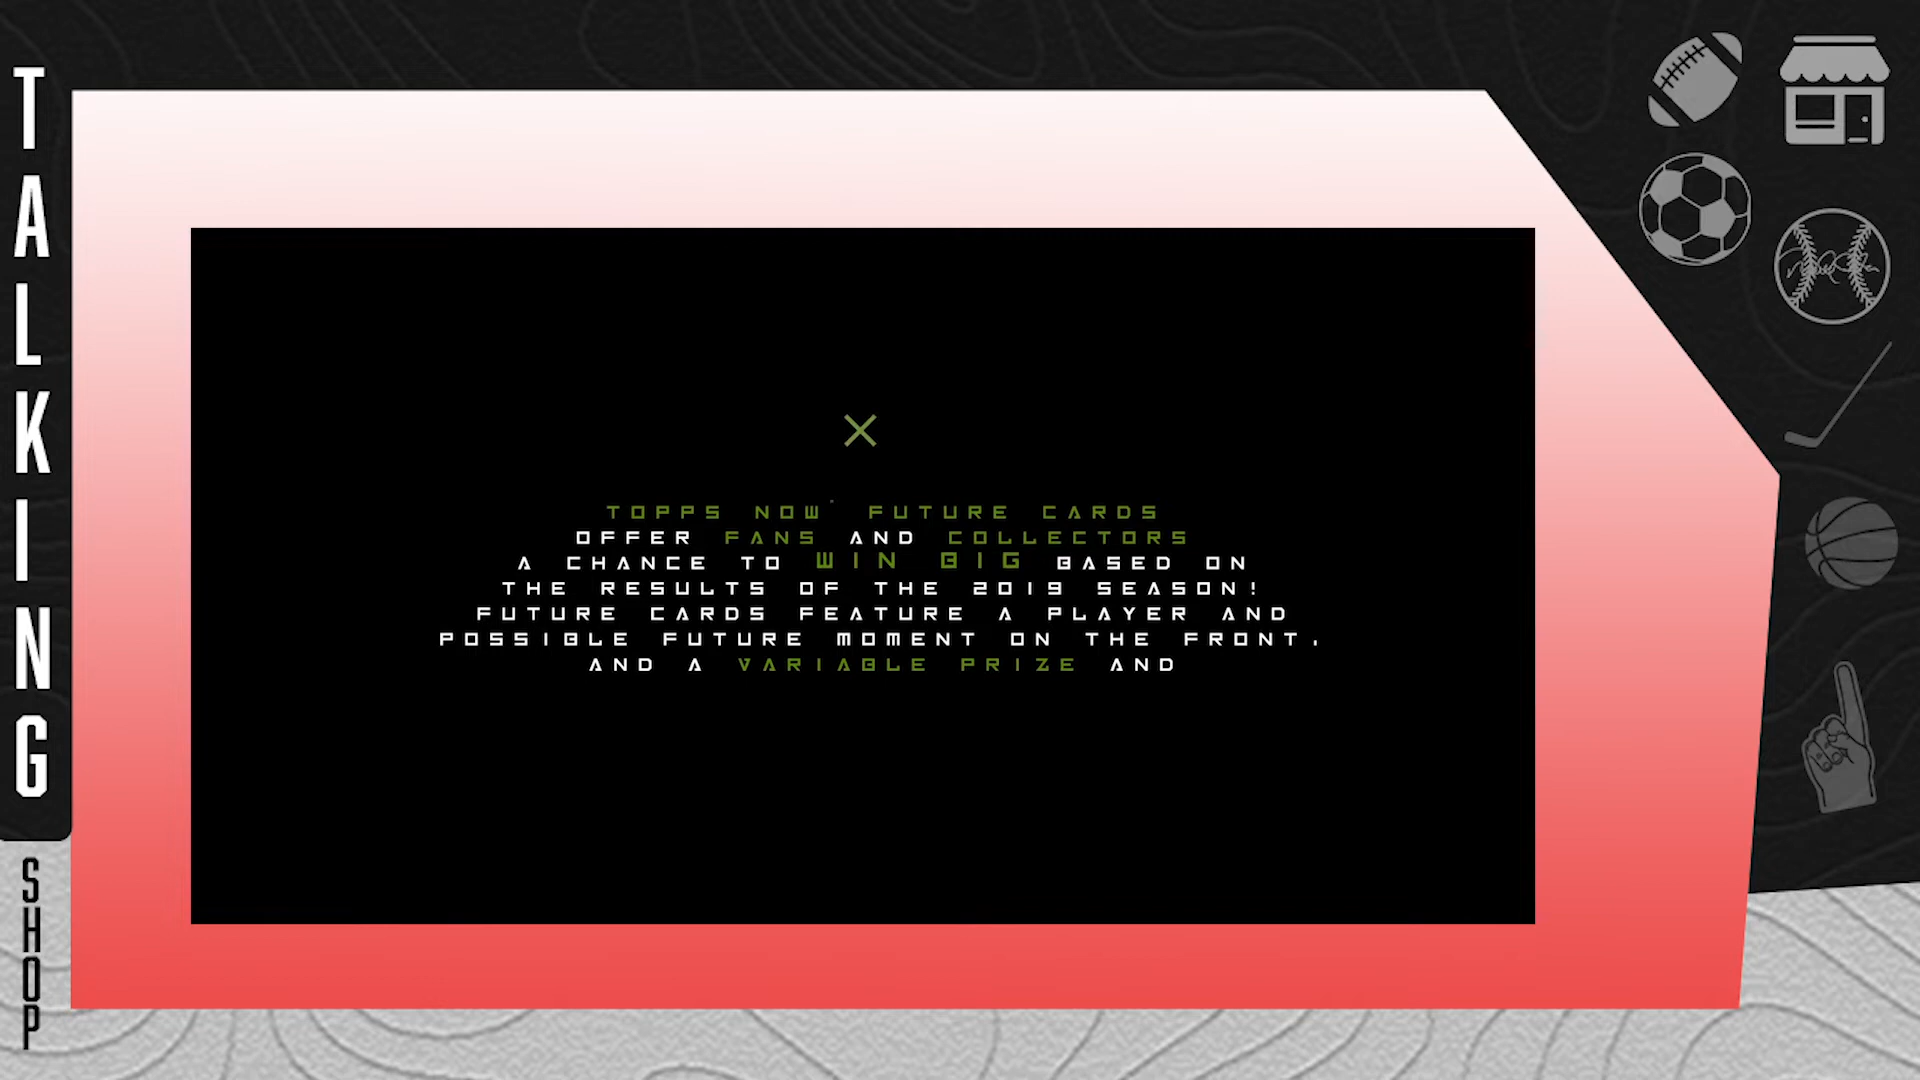 TALKING
SHOP
TOPPS NOW FUTURE CARDS
OFFER FANS AND COLLECTORS
A CHANCE TO WIN BIG BASED ON
THE RESULTS OF THE 2019 SEASON!
FUTURE CARDS FEATURE A PLAYER AND
POSSIBLE FUTURE MOMENT ON THE FRONT,
AND A VARIABLE PRIZE AND